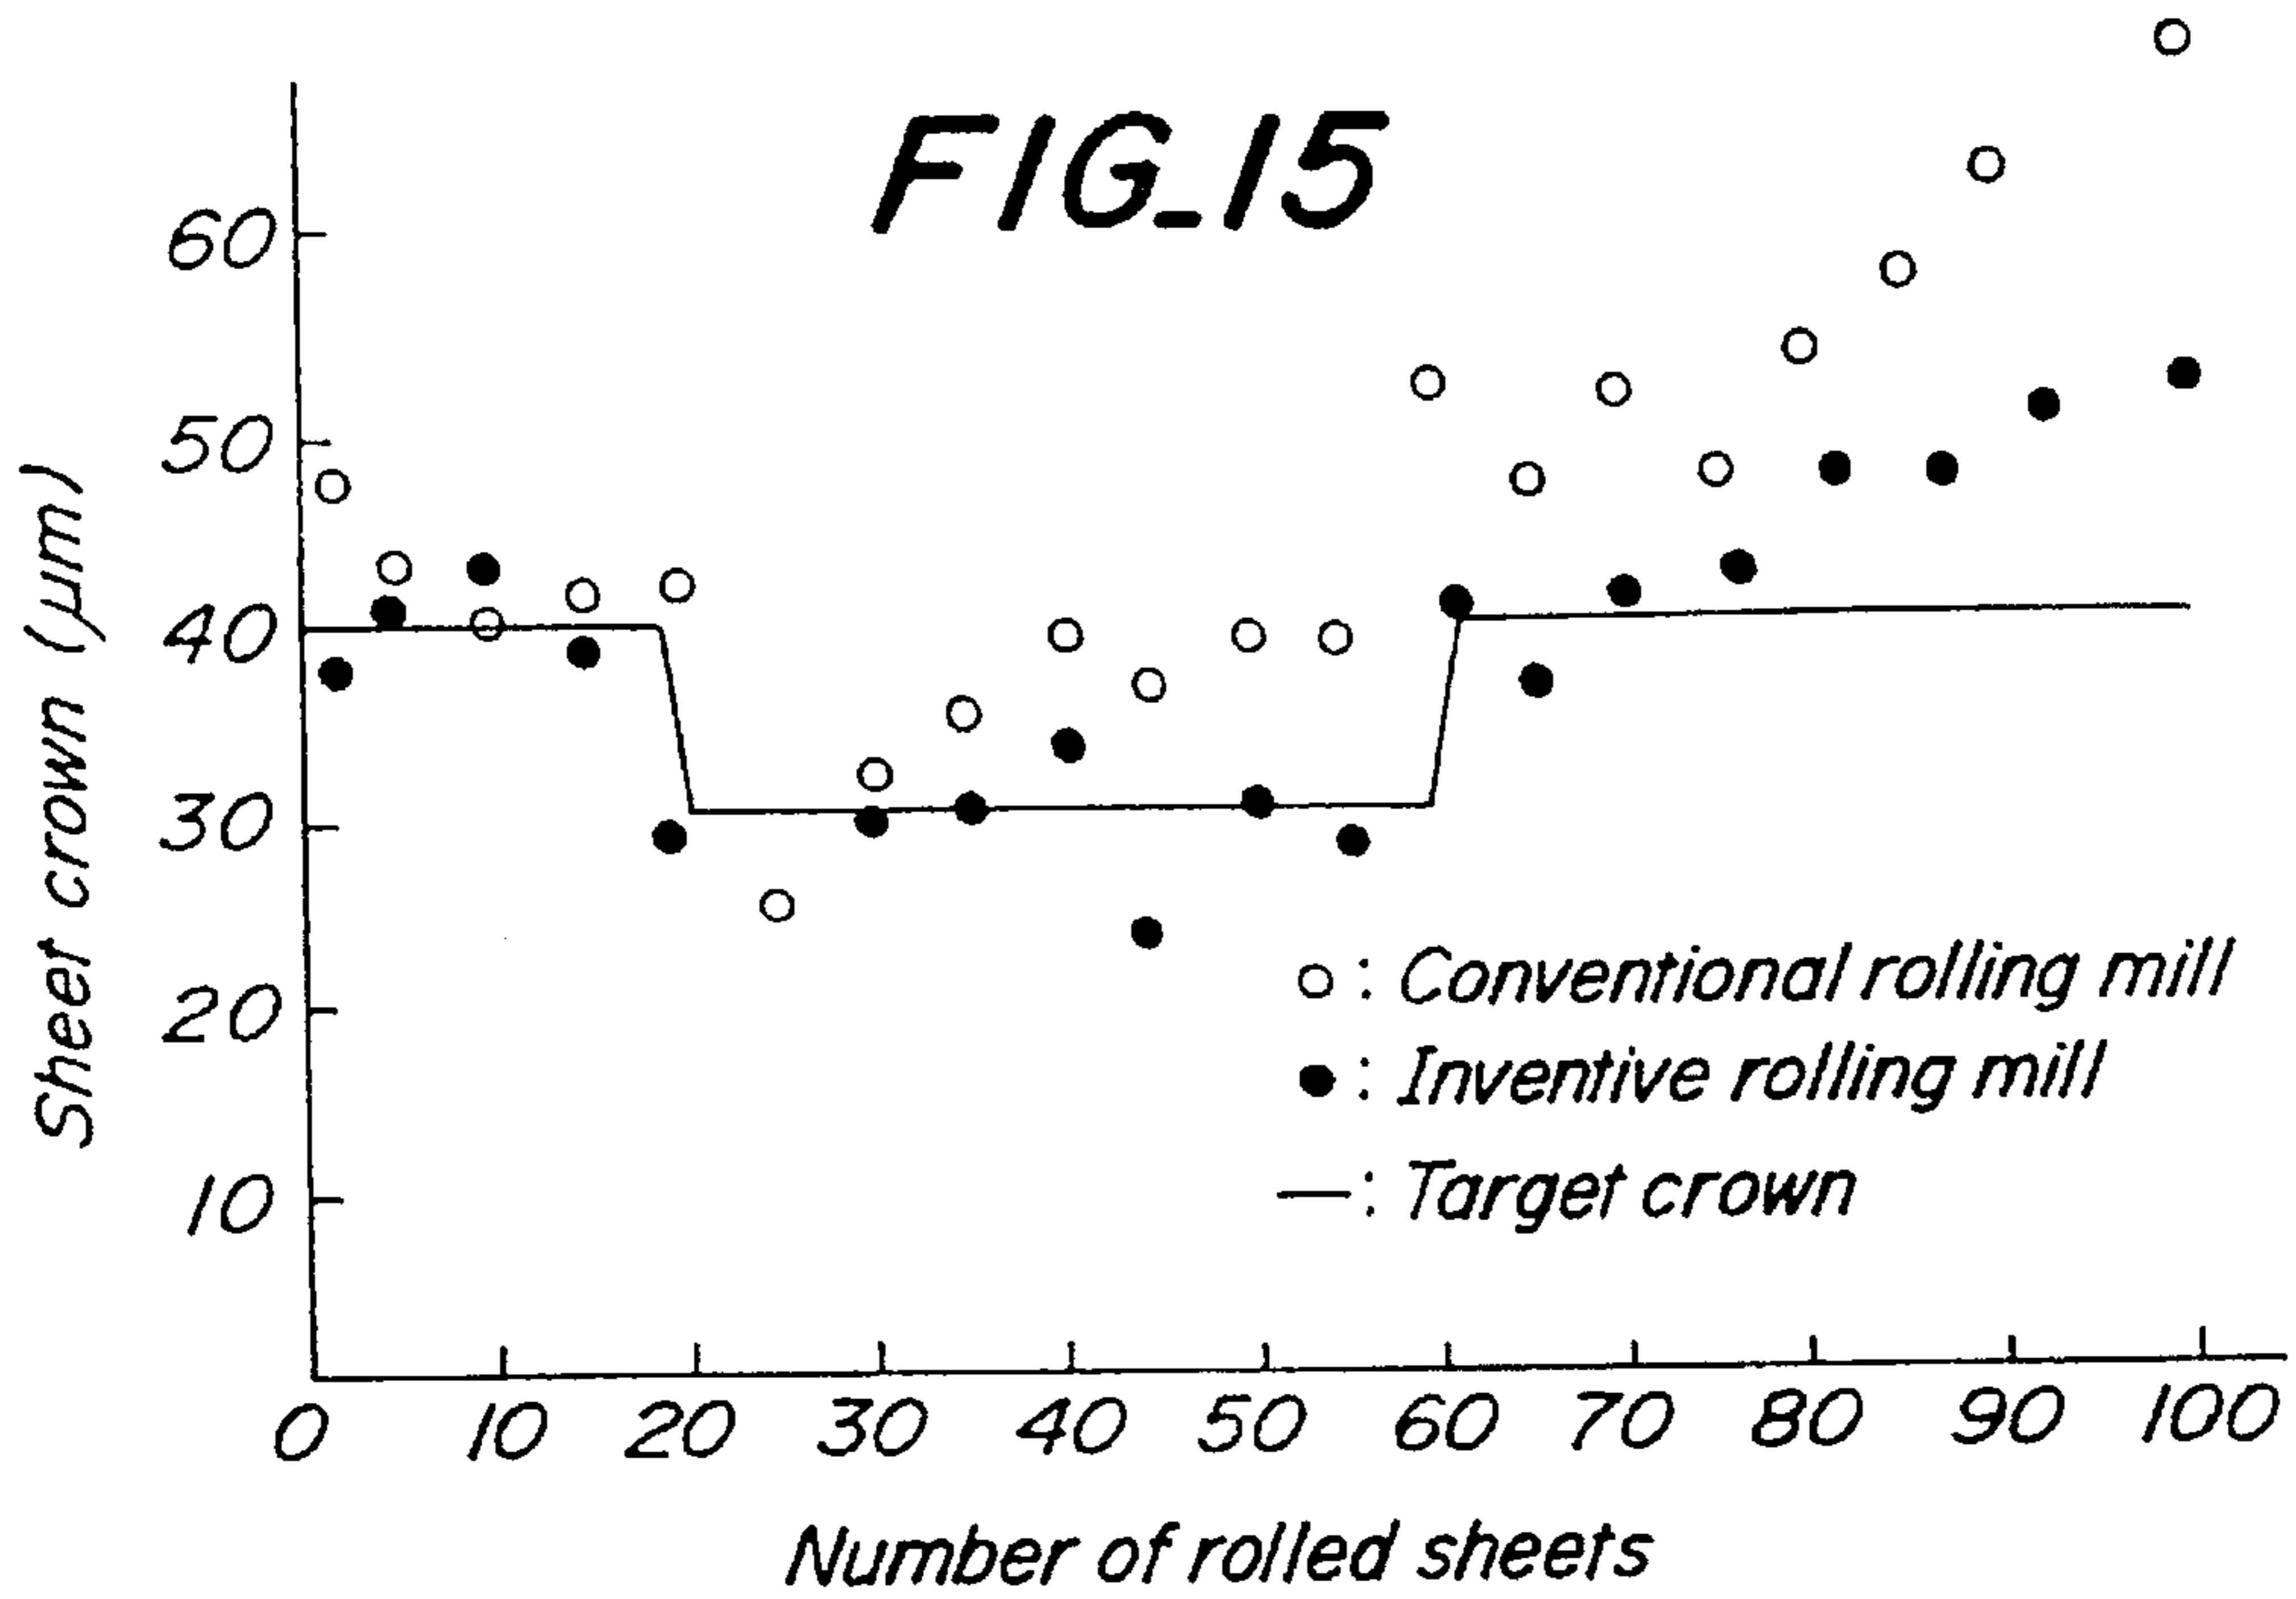 FIG_15
Sheet crown (μm)
60
50
40
30
20
10
○: Conventional rolling mill
●: Inventive rolling mill
—: Target crown
0 10 20 30 40 50 60 70 80 90 100
Number of rolled sheets